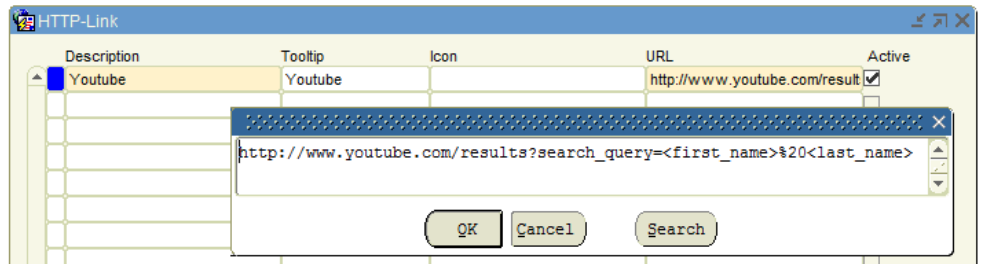 HTTP-Link
Description Tooltip Icon URL Active
Youtube Youtube http://www.youtube.com/result
http://www.youtube.com/results?search_query=<first_name>%20<last_name>
OK Cancel Search